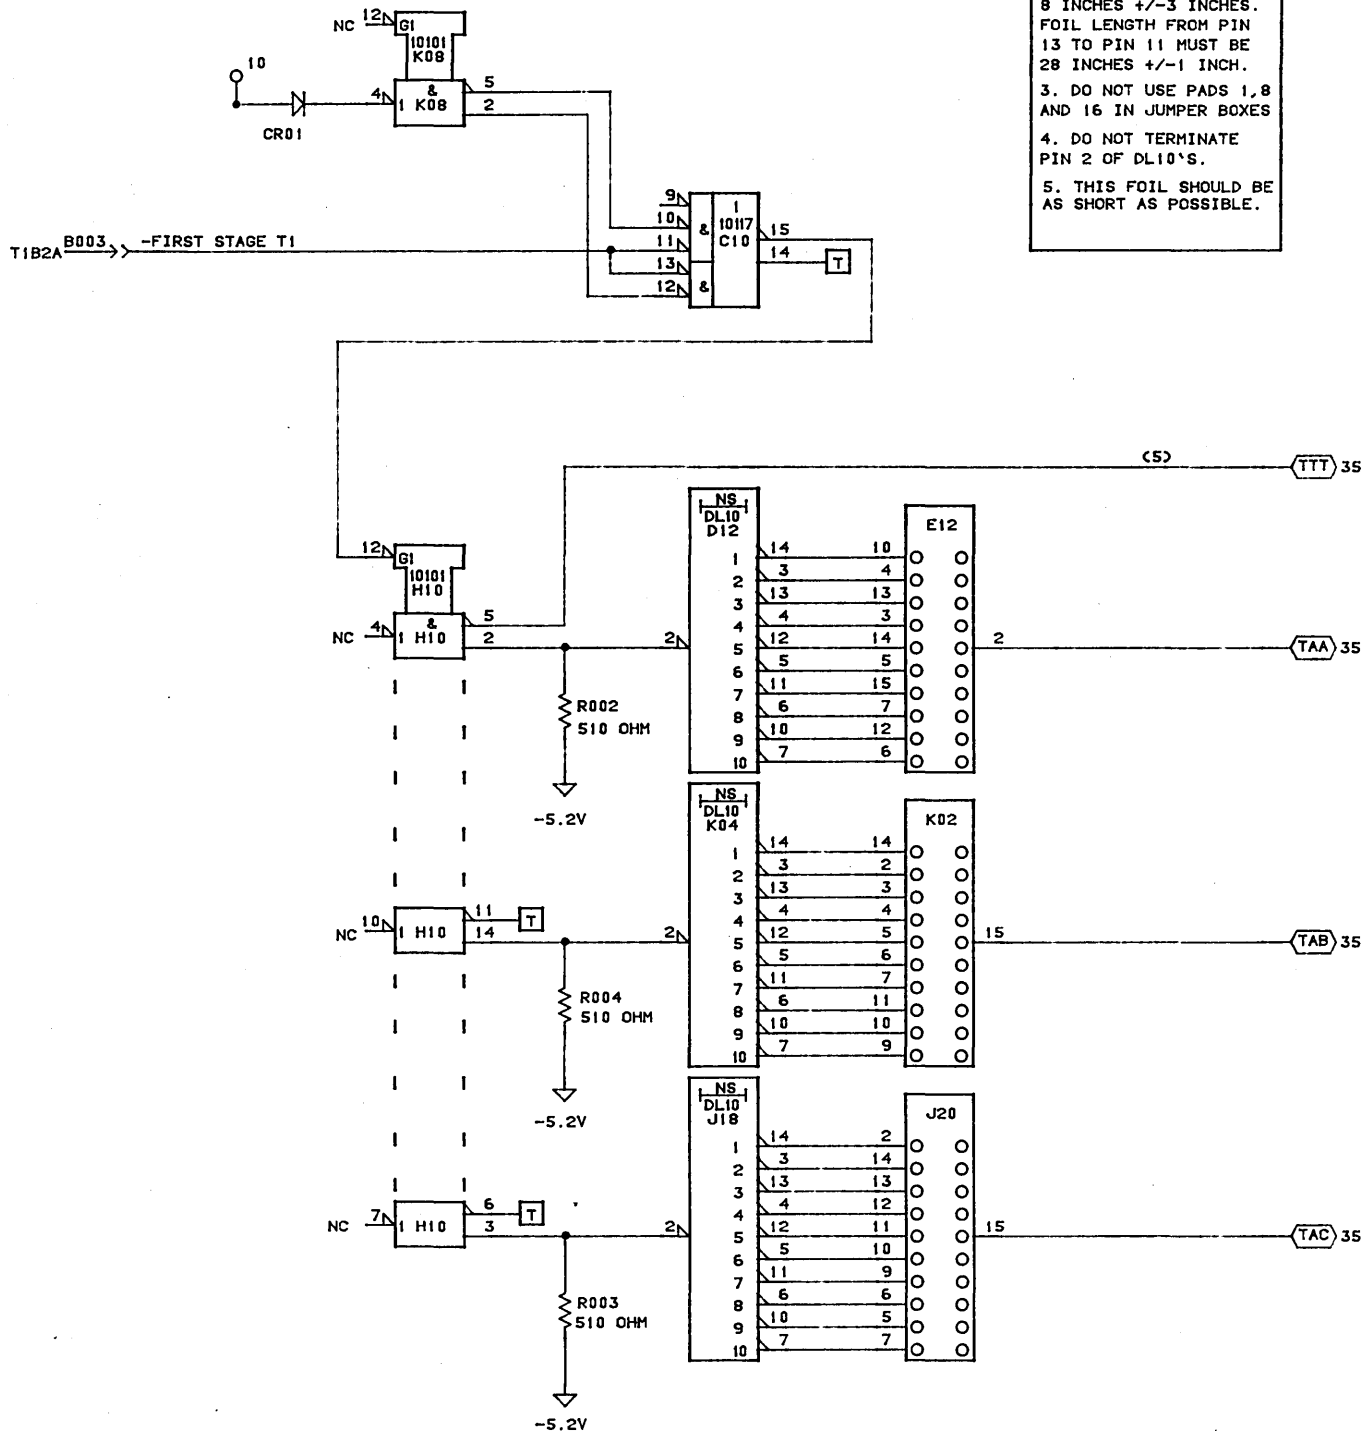 8 INCHES +/-3 INCHES.
FOIL LENGTH FROM PIN
13 TO PIN 11 MUST BE
28 INCHES +/-1 INCH.
3. DO NOT USE PADS 1,8
AND 16 IN JUMPER BOXES
4. DO NOT TERMINATE
PIN 2 OF DL10'S.
5. THIS FOIL SHOULD BE
AS SHORT AS POSSIBLE.
NC 12 G1
10101
K08
10
&
4 1 K08 5
2
CR01
9 1
10 & 10117
11 C10 15
14 T
13
12 &
T1B2A B003 -FIRST STAGE T1
(5) TTT 35
NS
DL10
D12
E12
12 G1
10101
H10
&
NC 4 1 H10 5
2
2
R002
510 OHM
-5.2V
1 14 10
2 3 4
3 13 13
4 4 3
5 12 14 2 TAA 35
6 5 5
7 11 15
8 6 7
9 10 12
10 7 6
NS
DL10
K04
K02
NC 10 1 H10 11 T
14
2
R004
510 OHM
-5.2V
1 14 14
2 3 2
3 13 3
4 4 4
5 12 5 15 TAB 35
6 5 6
7 11 7
8 6 11
9 10 10
10 7 9
NS
DL10
J18
J20
NC 7 1 H10 6 T
3
2
R003
510 OHM
-5.2V
1 14 2
2 3 14
3 13 13
4 4 12
5 12 11 15 TAC 35
6 5 10
7 11 9
8 6 6
9 10 5
10 7 7